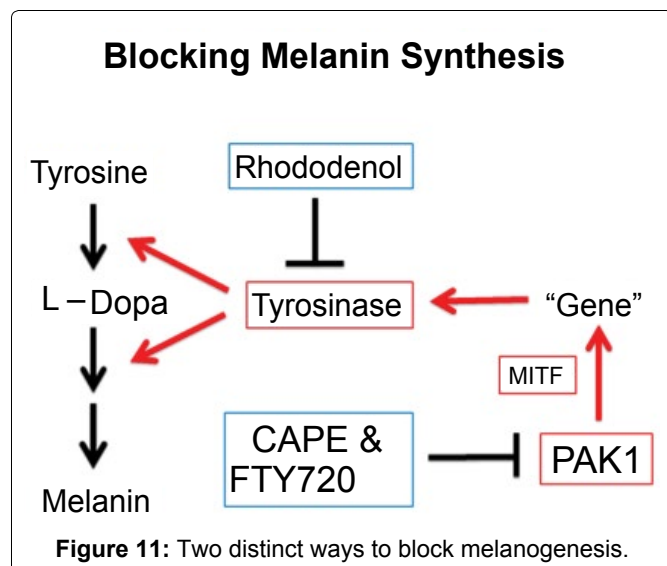 Blocking Melanin Synthesis
Tyrosine
Rhododenol
L – Dopa
Tyrosinase
“Gene”
MITF
CAPE &
FTY720
PAK1
Melanin
Figure 11: Two distinct ways to block melanogenesis.